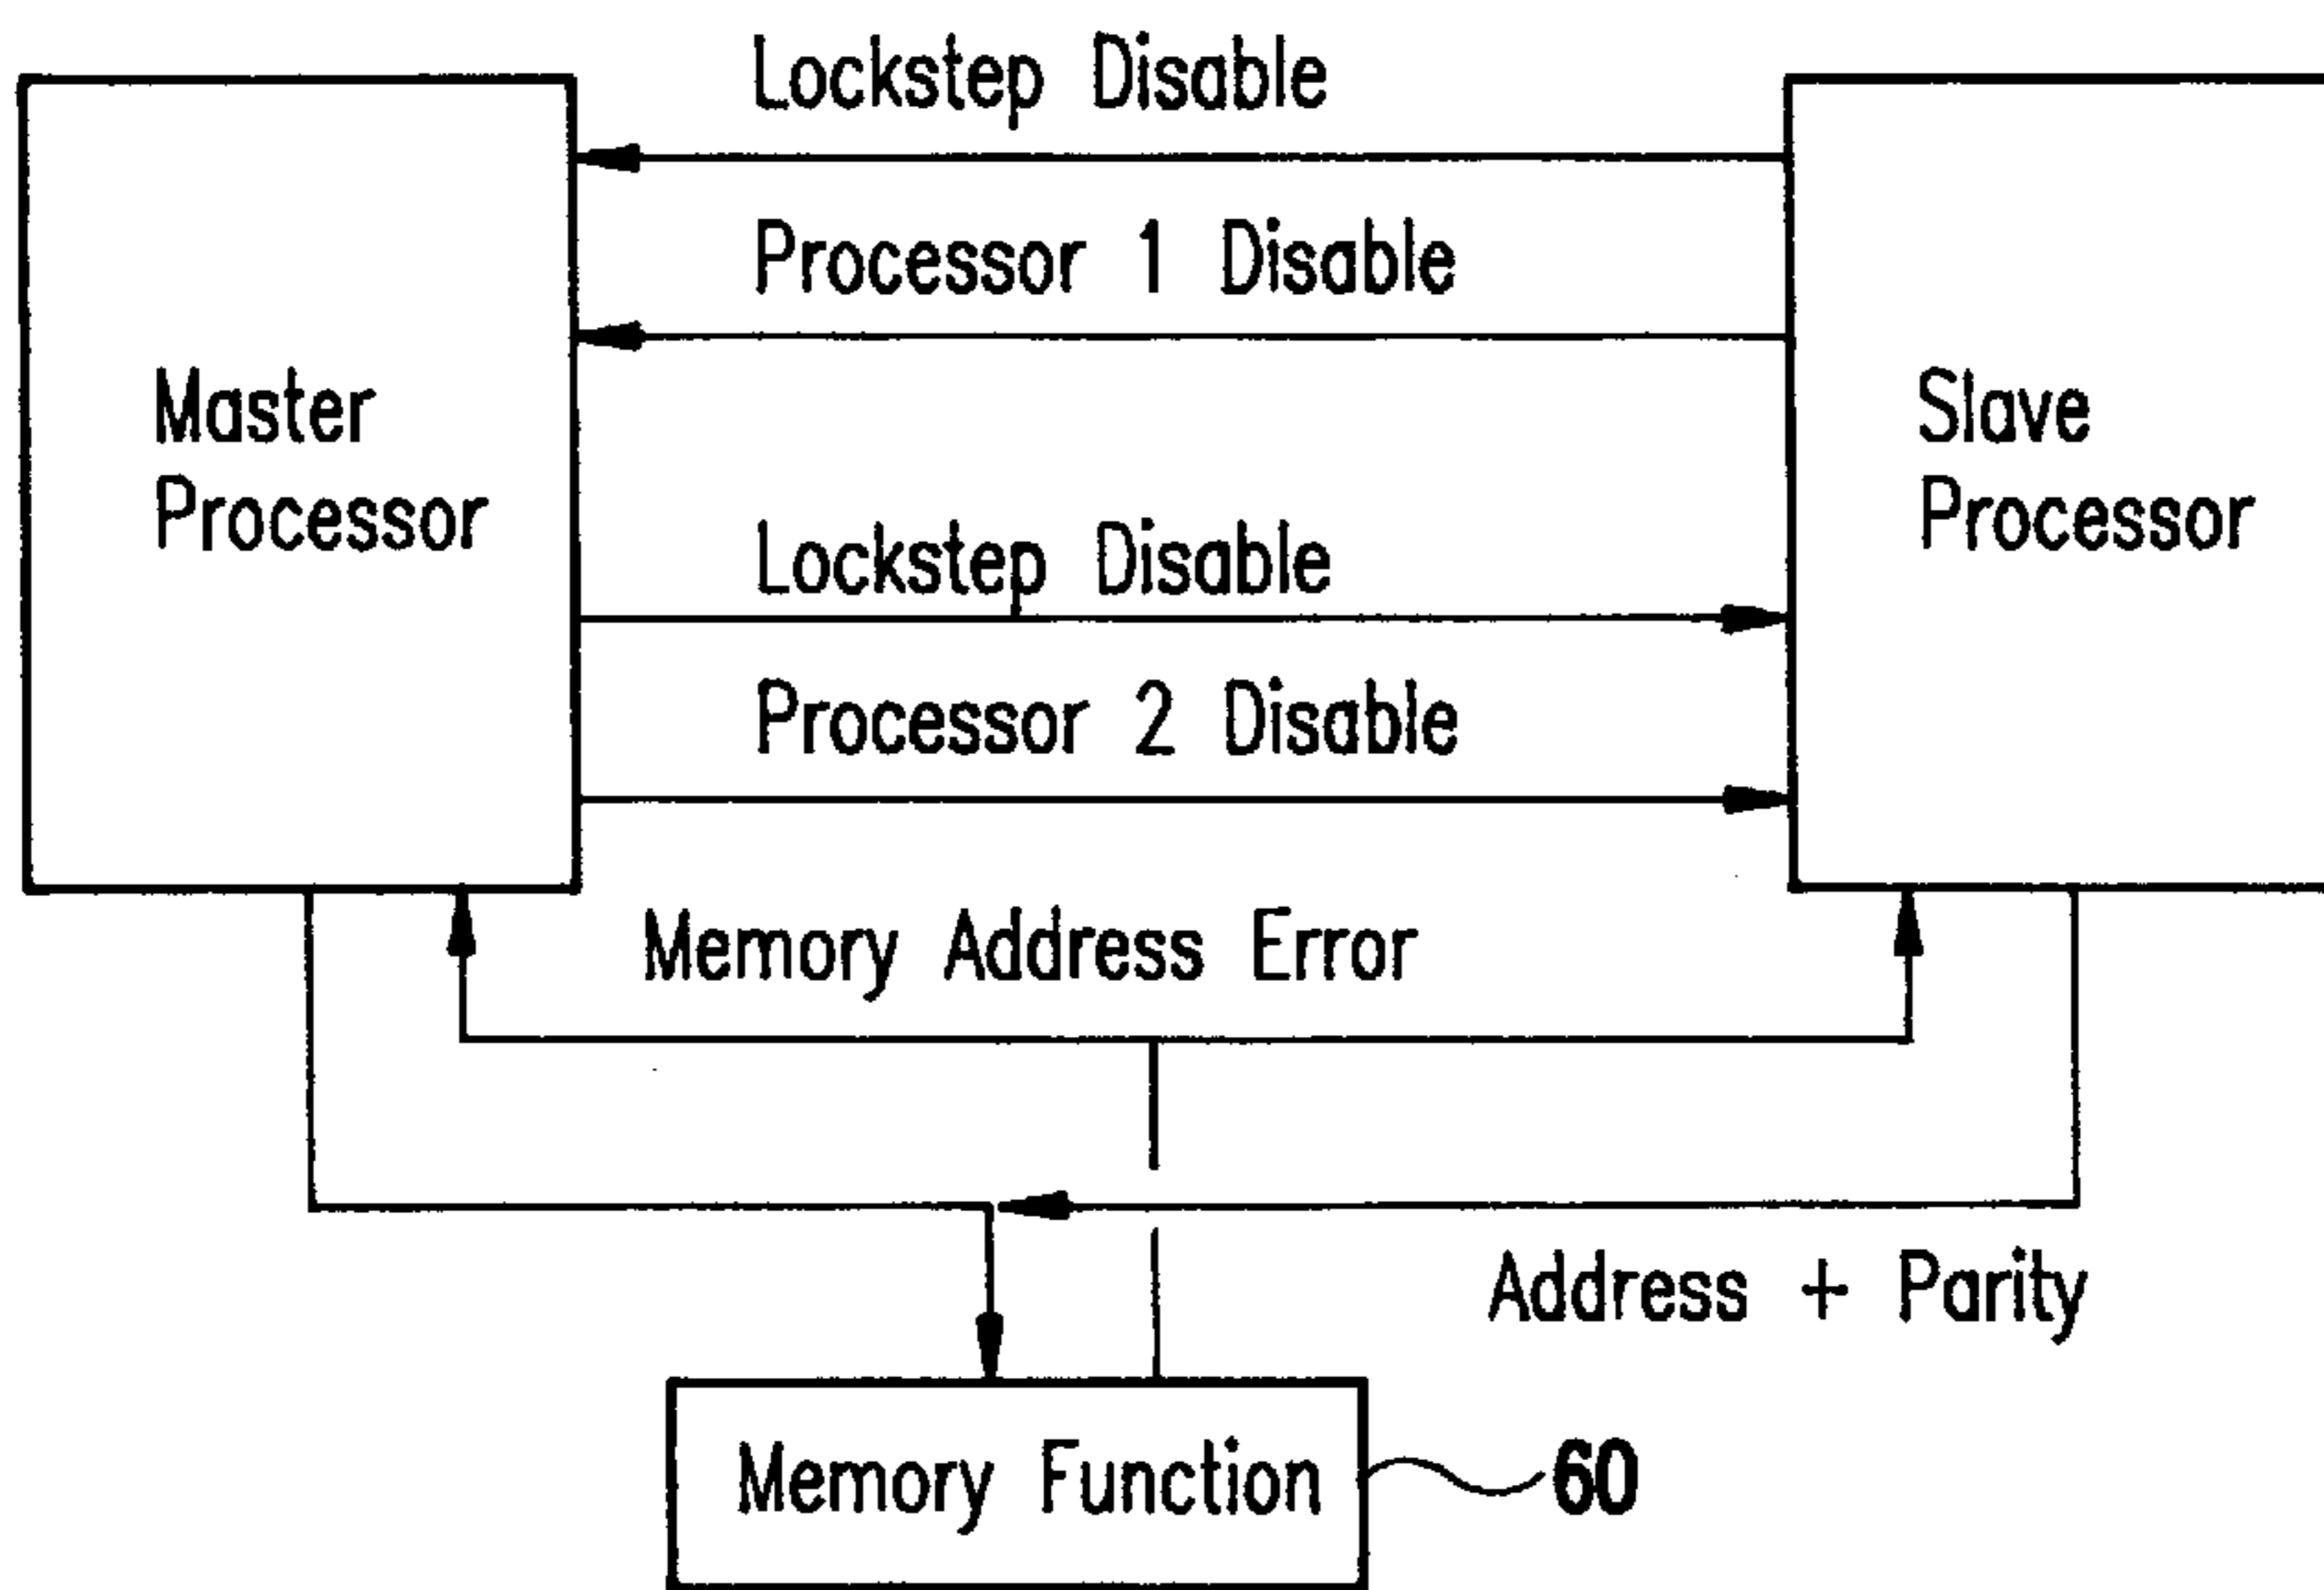 Lockstep Disable
Processor 1 Disable
Master
Processor
Slave
Processor
Lockstep Disable
Processor 2 Disable
Memory Address Error
Address + Parity
Memory Function
60